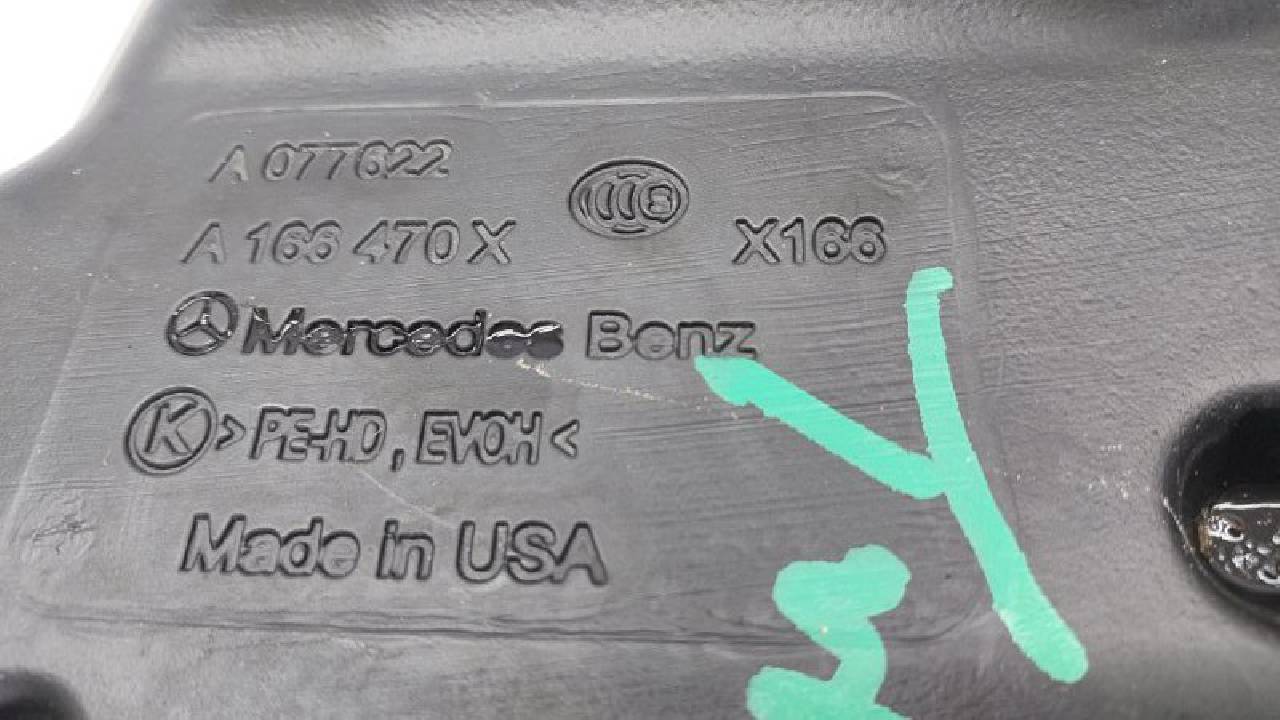 A 077622
A 166 470 X X166
Mercedes Benz
K >PE-HD, EVOH<
Made in USA